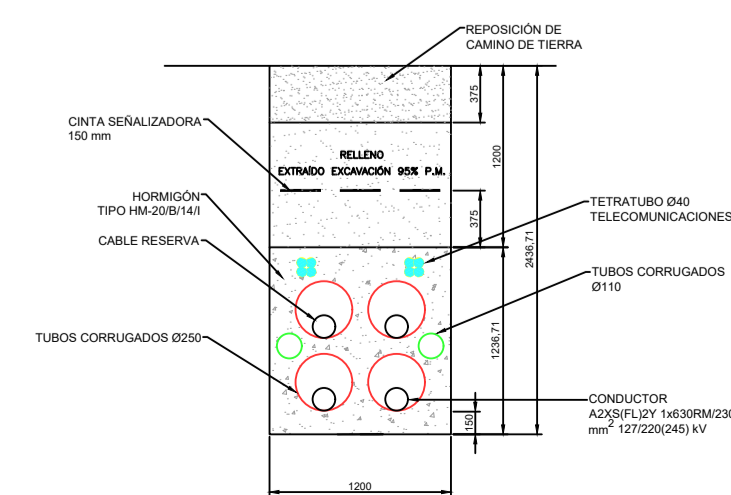 REPOSICIÓN DE
CAMINO DE TIERRA
375
CINTA SEÑALIZADORA
150 mm
RELLENO
EXTRAÍDO EXCAVACIÓN 95% P.M.
1200
HORMIGÓN
TIPO HM-20/B/14/I
375
TETRATUBO Ø40
TELECOMUNICACIONES
CABLE RESERVA
2436,71
TUBOS CORRUGADOS
Ø110
TUBOS CORRUGADOS Ø250
1236,71
CONDUCTOR
A2XS(FL)2Y 1x630RM/230
mm2 127/220(245) kV
150
1200